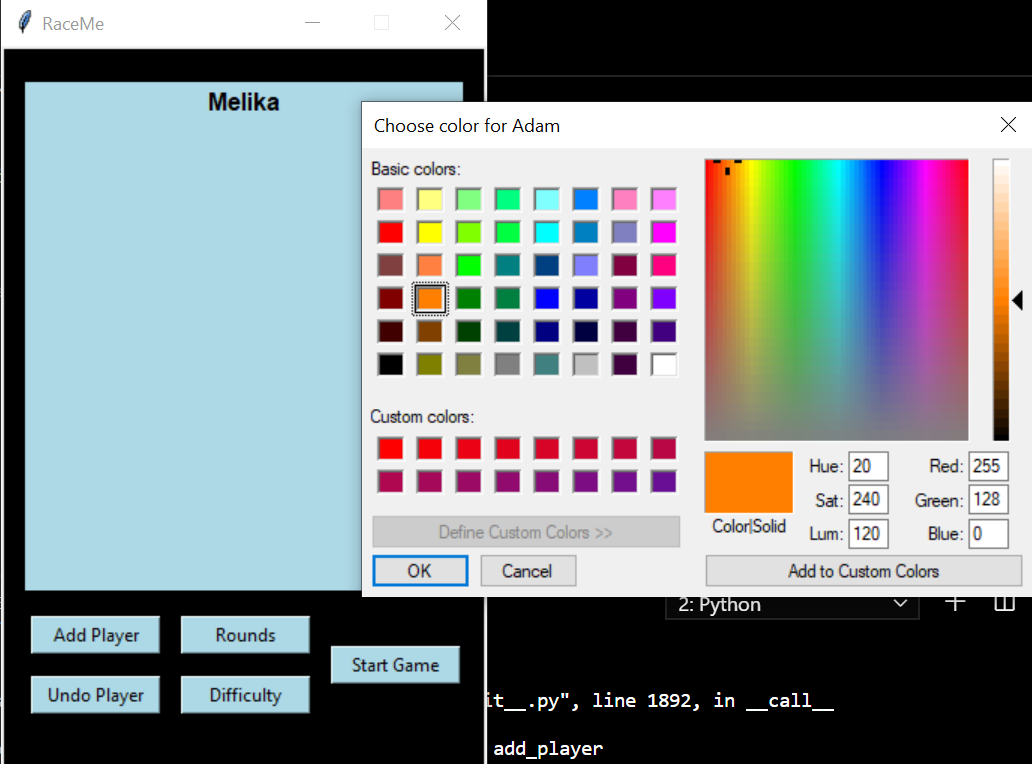 RaceMe
Melika
Choose color for Adam
Basic colors:
Custom colors:
Define Custom Colors >>
OK
Cancel
Hue: 20
Red: 255
Sat: 240
Green: 128
Color|Solid
Lum: 120
Blue: 0
Add to Custom Colors
2: Python
Add Player
Rounds
Start Game
Undo Player
Difficulty
it__.py", line 1892, in __call__
add_player